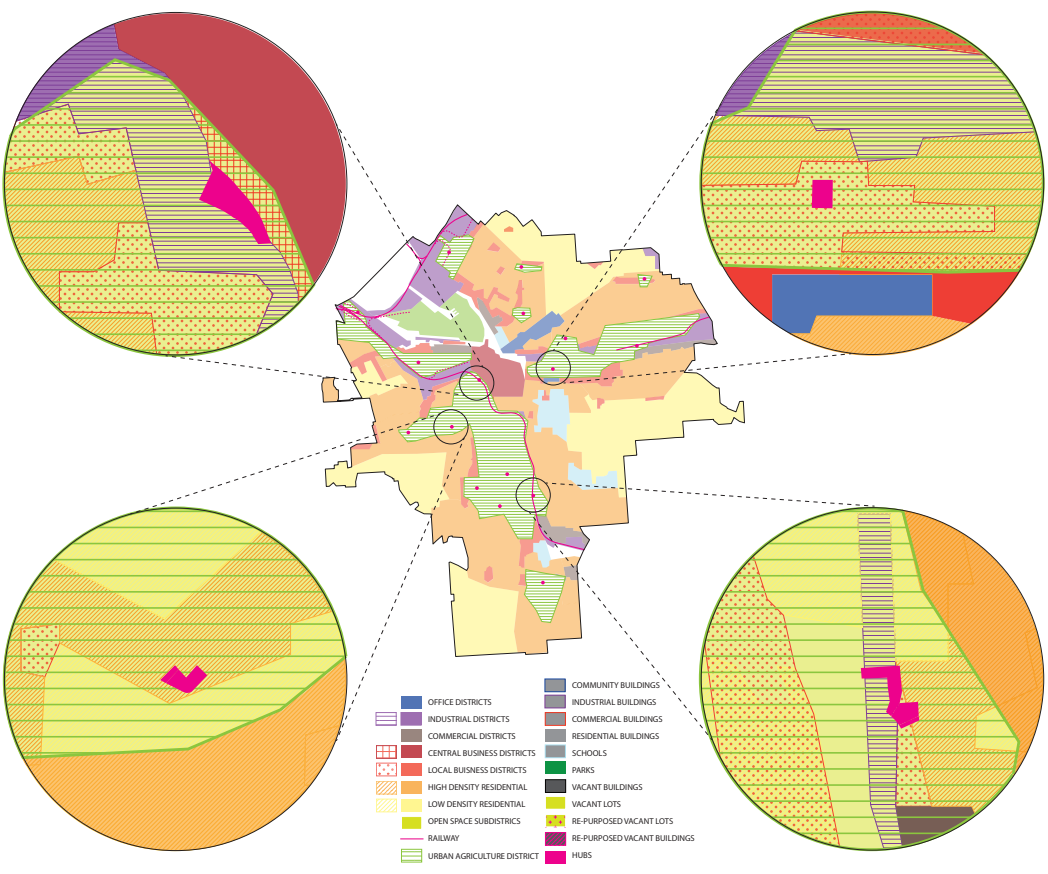 OFFICE DISTRICTS
INDUSTRIAL DISTRICTS
COMMERCIAL DISTRICTS
CENTRAL BUSINESS DISTRICTS
LOCAL BUISNESS DISTRICTS
HIGH DENSITY RESIDENTIAL
LOW DENSITY RESIDENTIAL
OPEN SPACE SUBDISTRICS
RAILWAY
URBAN AGRICULTURE DISTRICT
COMMUNITY BUILDINGS
INDUSTRIAL BUILDINGS
COMMERCIAL BUILDINGS
RESIDENTIAL BUILDINGS
SCHOOLS
PARKS
VACANT BUILDINGS
VACANT LOTS
RE-PURPOSED VACANT LOTS
RE-PURPOSED VACANT BUILDINGS
HUBS